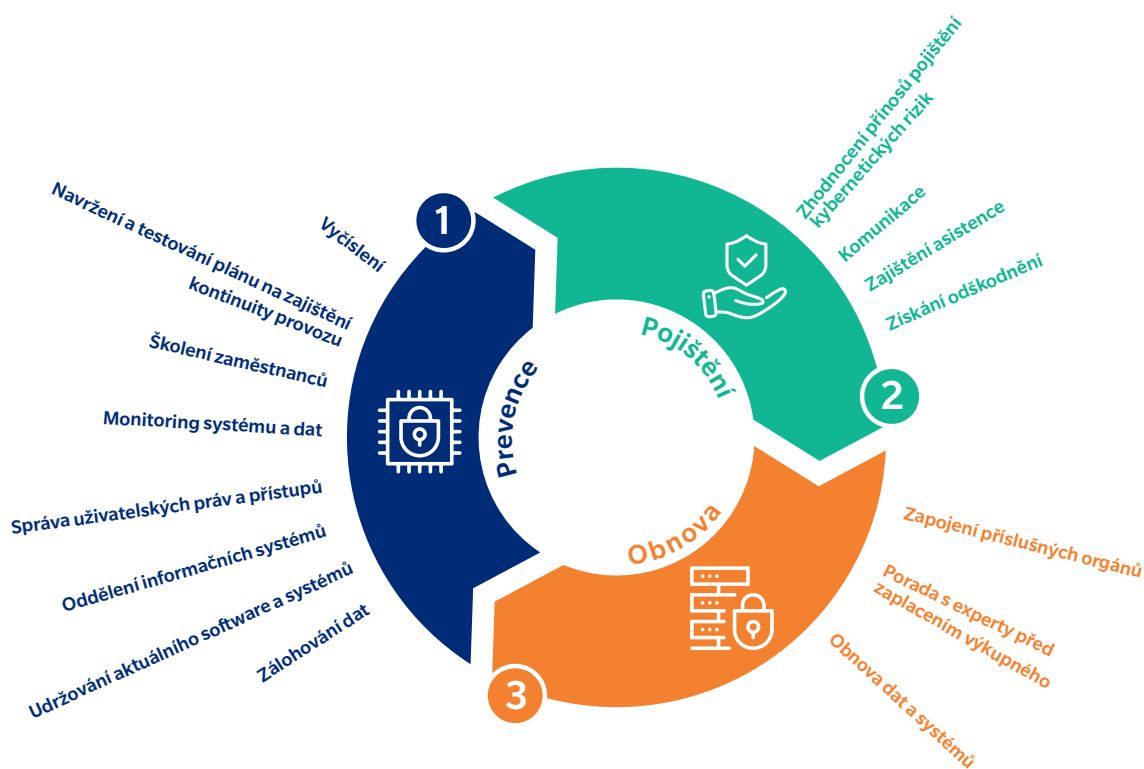 1
Prevence
Vyčíslení
Navržení a testování plánu na zajištění
kontinuity provozu
Školení zaměstnanců
Monitoring systému a dat
Správa uživatelských práv a přístupů
Oddělení informačních systémů
Udržování aktuálního software a systémů
Zálohování dat
2
Pojištění
Zhodnocení přínosů pojištění
kybernetických rizik
Komunikace
Zajištění asistence
Získání odškodnění
3
Obnova
Zapojení příslušných orgánů
Porada s experty před
zaplacením výkupného
Obnova dat a systémů